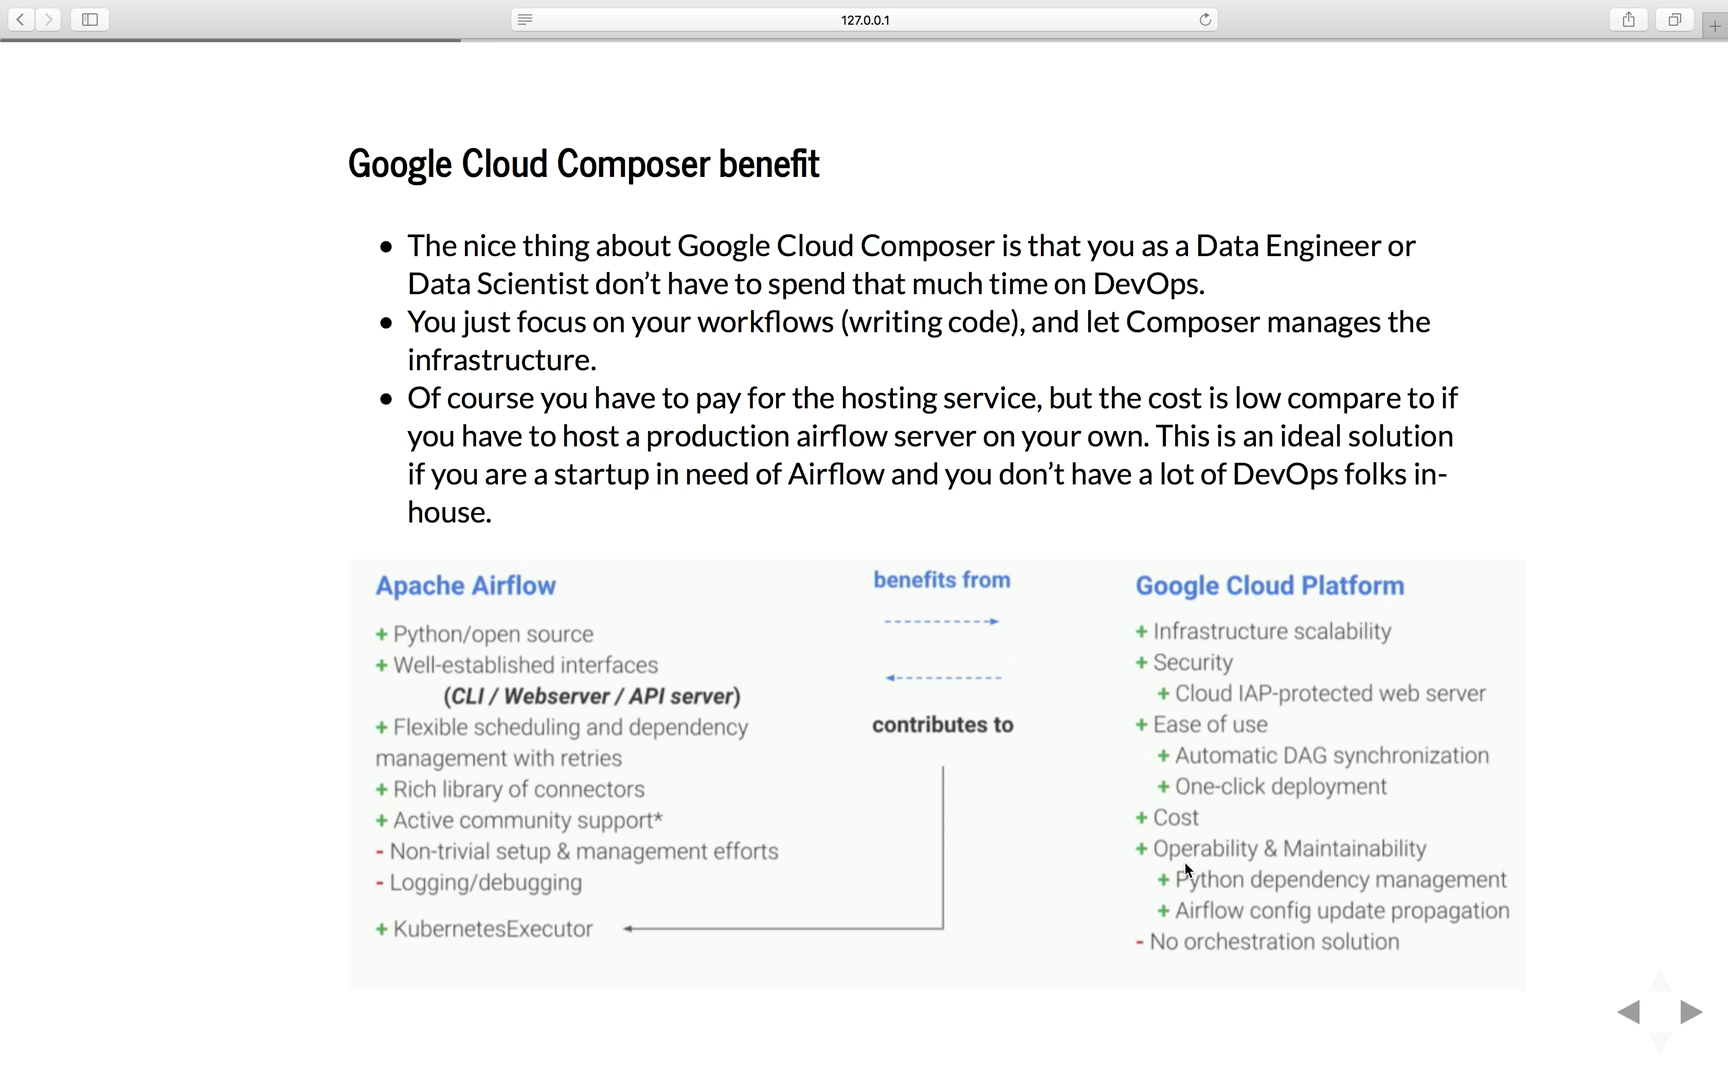 127.0.0.1
Google Cloud Composer benefit
• The nice thing about Google Cloud Composer is that you as a Data Engineer or
Data Scientist don’t have to spend that much time on DevOps.
• You just focus on your workflows (writing code), and let Composer manages the
infrastructure.
• Of course you have to pay for the hosting service, but the cost is low compare to if
you have to host a production airflow server on your own. This is an ideal solution
if you are a startup in need of Airflow and you don’t have a lot of DevOps folks in-
house.
Apache Airflow
+ Python/open source
+ Well-established interfaces
(CLI / Webserver / API server)
+ Flexible scheduling and dependency
management with retries
+ Rich library of connectors
+ Active community support*
- Non-trivial setup & management efforts
- Logging/debugging
+ KubernetesExecutor
benefits from
contributes to
Google Cloud Platform
+ Infrastructure scalability
+ Security
+ Cloud IAP-protected web server
+ Ease of use
+ Automatic DAG synchronization
+ One-click deployment
+ Cost
+ Operability & Maintainability
+ Python dependency management
+ Airflow config update propagation
- No orchestration solution